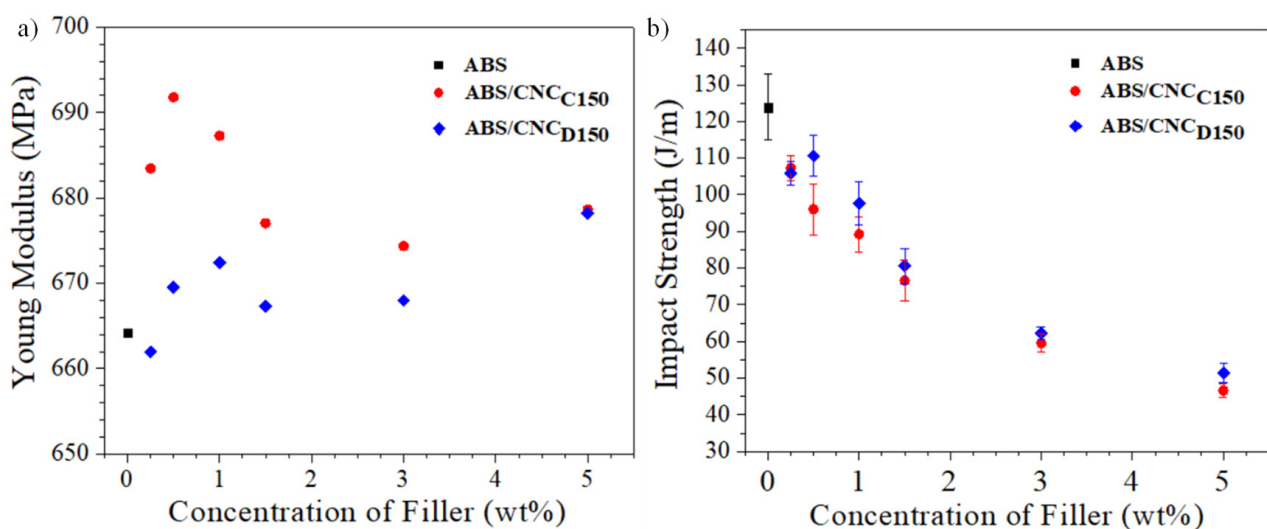 a)
Young Modulus (MPa)
700
690
680
670
660
650
ABS
ABS/CNCC150
ABS/CNCD150
0
1
2
3
4
5
Concentration of Filler (wt%)
b)
Impact Strength (J/m)
140
130
120
110
100
90
80
70
60
50
40
30
ABS
ABS/CNCC150
ABS/CNCD150
0
1
2
3
4
5
Concentration of Filler (wt%)